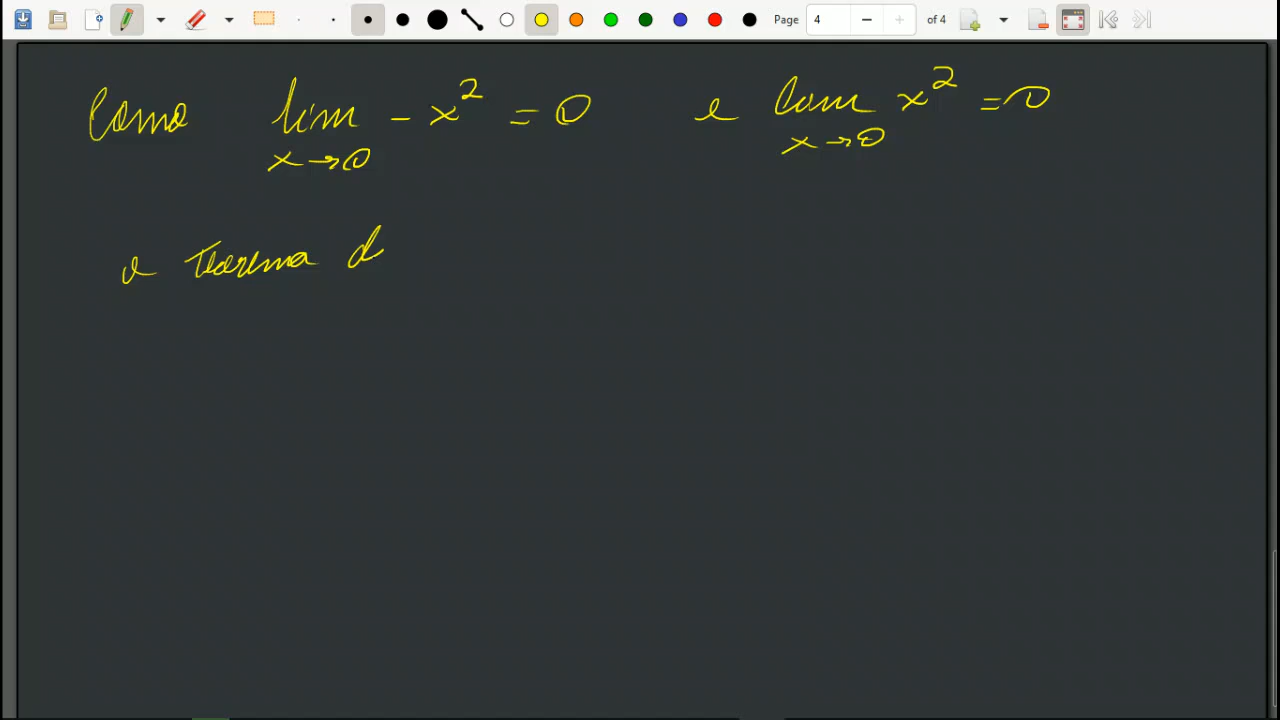 Page 4 of 4
Como lim - x² = 0 e lim x² = 0
x→0 x→0
o Teorema d